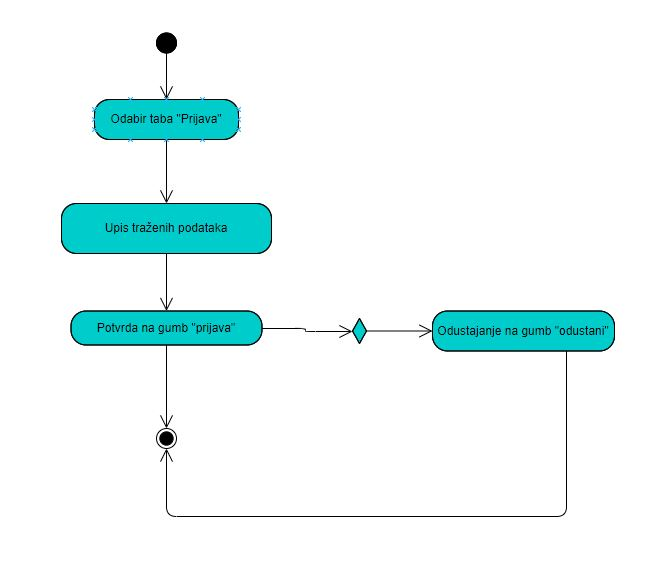 Odabir taba "Prijava"
Upis traženih podataka
Potvrda na gumb "prijava"
Odustajanje na gumb "odustani"